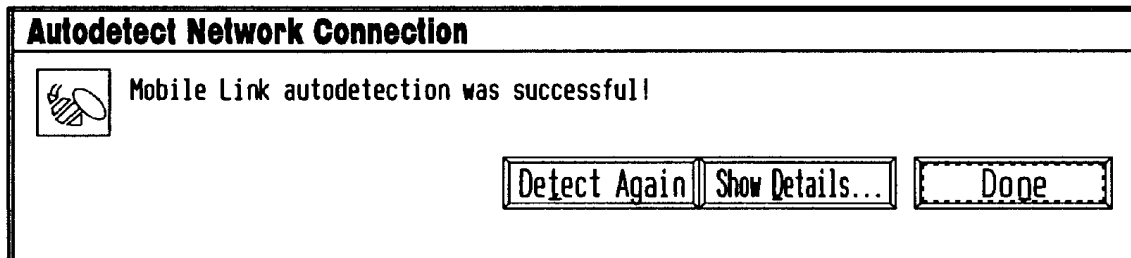 Autodetect Network Connection
Mobile Link autodetection was successful!
Detect Again Show Details... Done